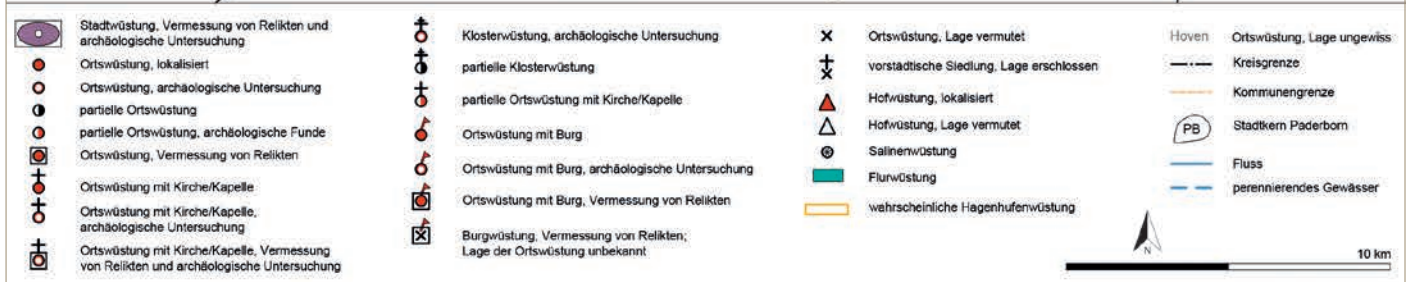 Stadtwüstung, Vermessung von Relikten und
archäologische Untersuchung
Ortswüstung, lokalisiert
Ortswüstung, archäologische Untersuchung
partielle Ortswüstung
partielle Ortswüstung, archäologische Funde
Ortswüstung, Vermessung von Relikten
Ortswüstung mit Kirche/Kapelle
Ortswüstung mit Kirche/Kapelle,
archäologische Untersuchung
Ortswüstung mit Kirche/Kapelle, Vermessung
von Relikten und archäologische Untersuchung
Klosterwüstung, archäologische Untersuchung
partielle Klosterwüstung
partielle Ortswüstung mit Kirche/Kapelle
Ortswüstung mit Burg
Ortswüstung mit Burg, archäologische Untersuchung
Ortswüstung mit Burg, Vermessung von Relikten
Burgwüstung, Vermessung von Relikten;
Lage der Ortswüstung unbekannt
Ortswüstung, Lage vermutet
vorstädtische Siedlung, Lage erschlossen
Hofwüstung, lokalisiert
Hofwüstung, Lage vermutet
Salinenwüstung
Flurwüstung
wahrscheinliche Hagenhufenwüstung
Hoven Ortswüstung, Lage ungewiss
Kreisgrenze
Kommunengrenze
PB Stadtkern Paderborn
Fluss
perennierendes Gewässer
N
10 km